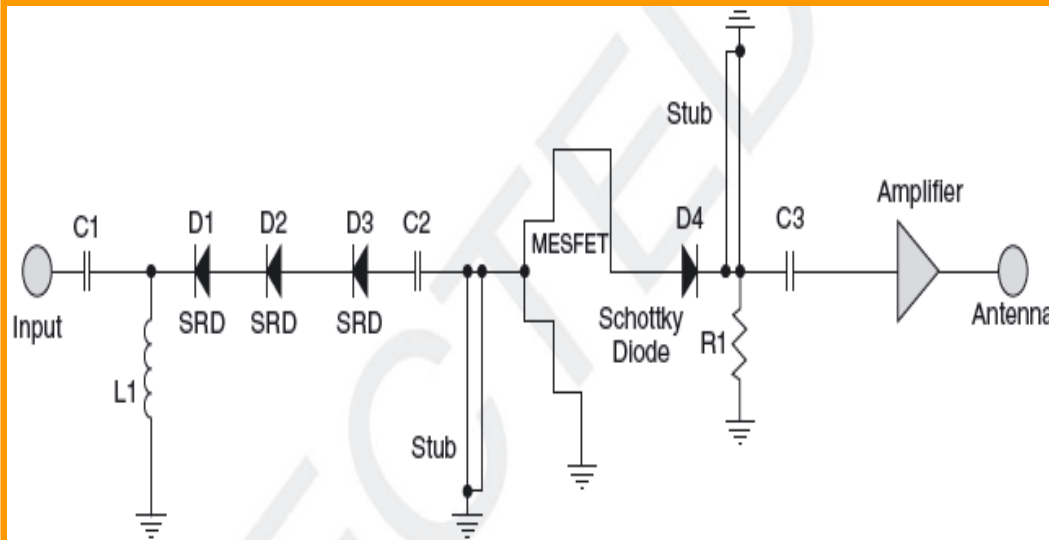 Stub
Amplifier
C1
D1
D2
D3
C2
MESFET
D4
C3
Input
SRD
SRD
SRD
Schottky
Diode
R1
Antenna
L1
Stub
ECTED